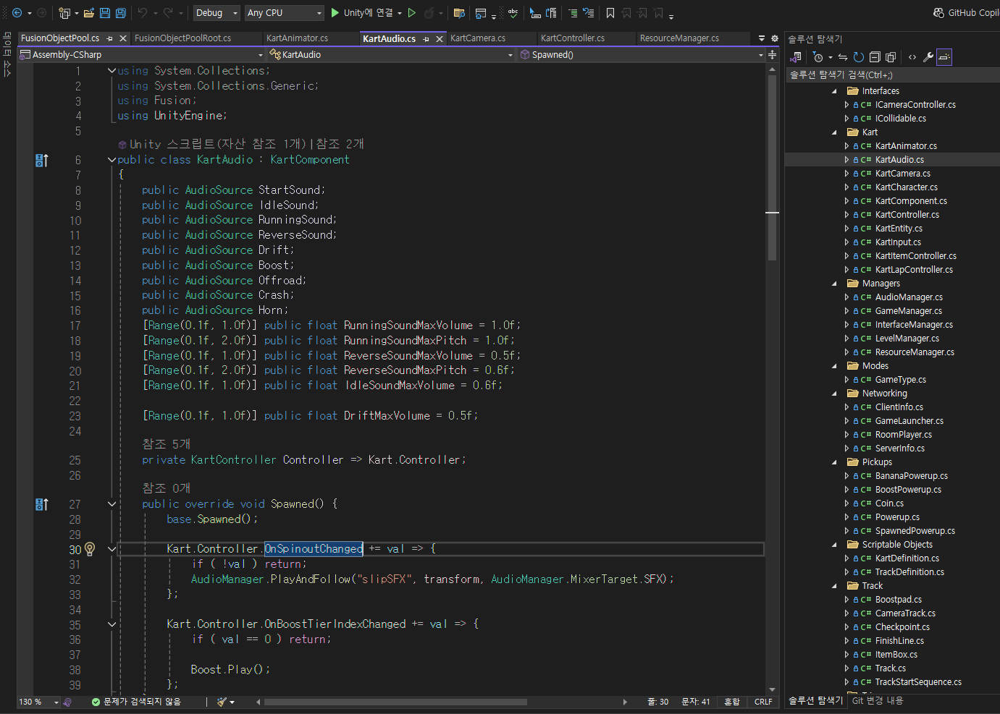 Debug
Any CPU
Unity에 연결
GitHub Copil
데이터 소스
FusionObjectPool.cs
FusionObjectPoolRoot.cs
KartAnimator.cs
KartAudio.cs
KartCamera.cs
KartController.cs
ResourceManager.cs
Assembly-CSharp
KartAudio
Spawned()
1 using System.Collections;
2 using System.Collections.Generic;
3 using Fusion;
4 using UnityEngine;
5
Unity 스크립트(자산 참조 1개)|참조 2개
6 public class KartAudio : KartComponent
7 {
8 public AudioSource StartSound;
9 public AudioSource IdleSound;
10 public AudioSource RunningSound;
11 public AudioSource ReverseSound;
12 public AudioSource Drift;
13 public AudioSource Boost;
14 public AudioSource Offroad;
15 public AudioSource Crash;
16 public AudioSource Horn;
17 [Range(0.1f, 1.0f)] public float RunningSoundMaxVolume = 1.0f;
18 [Range(0.1f, 2.0f)] public float RunningSoundMaxPitch = 1.0f;
19 [Range(0.1f, 1.0f)] public float ReverseSoundMaxVolume = 0.5f;
20 [Range(0.1f, 2.0f)] public float ReverseSoundMaxPitch = 0.6f;
21 [Range(0.1f, 1.0f)] public float IdleSoundMaxVolume = 0.6f;
22
23 [Range(0.1f, 1.0f)] public float DriftMaxVolume = 0.5f;
24
참조 5개
25 private KartController Controller => Kart.Controller;
26
참조 0개
27 public override void Spawned() {
28 base.Spawned();
29
30 Kart.Controller.OnSpinoutChanged += val => {
31 if ( !val ) return;
32 AudioManager.PlayAndFollow("slipSFX", transform, AudioManager.MixerTarget.SFX);
33 };
34
35 Kart.Controller.OnBoostTierIndexChanged += val => {
36 if ( val == 0 ) return;
37
38 Boost.Play();
39 };
130 %
문제가 검색되지 않음
줄: 30
문자: 41
혼합
CRLF
솔루션 탐색기
솔루션 탐색기 검색(Ctrl+;)
Interfaces
C# ICameraController.cs
C# ICollidable.cs
Kart
C# KartAnimator.cs
C# KartAudio.cs
C# KartCamera.cs
C# KartCharacter.cs
C# KartComponent.cs
C# KartController.cs
C# KartEntity.cs
C# KartInput.cs
C# KartItemController.cs
C# KartLapController.cs
Managers
C# AudioManager.cs
C# GameManager.cs
C# InterfaceManager.cs
C# LevelManager.cs
C# ResourceManager.cs
Modes
C# GameType.cs
Networking
C# ClientInfo.cs
C# GameLauncher.cs
C# RoomPlayer.cs
C# ServerInfo.cs
Pickups
C# BananaPowerup.cs
C# BoostPowerup.cs
C# Coin.cs
C# Powerup.cs
C# SpawnedPowerup.cs
Scriptable Objects
C# KartDefinition.cs
C# TrackDefinition.cs
Track
C# Boostpad.cs
C# CameraTrack.cs
C# Checkpoint.cs
C# FinishLine.cs
C# ItemBox.cs
C# Track.cs
C# TrackStartSequence.cs
솔루션 탐색기
Git 변경 내용